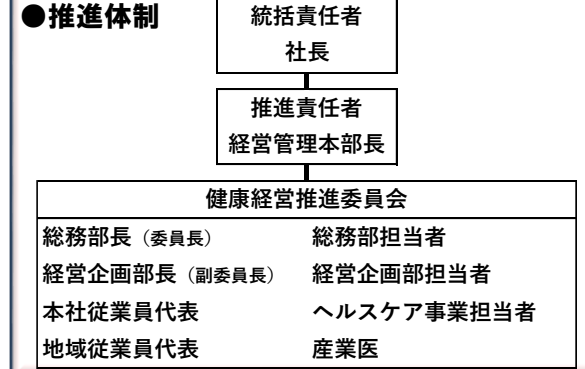 ●推進体制
統括責任者
社長
推進責任者
経営管理本部長
健康経営推進委員会
総務部長（委員長） 総務部担当者
経営企画部長（副委員長） 経営企画部担当者
本社従業員代表 ヘルスケア事業担当者
地域従業員代表 産業医